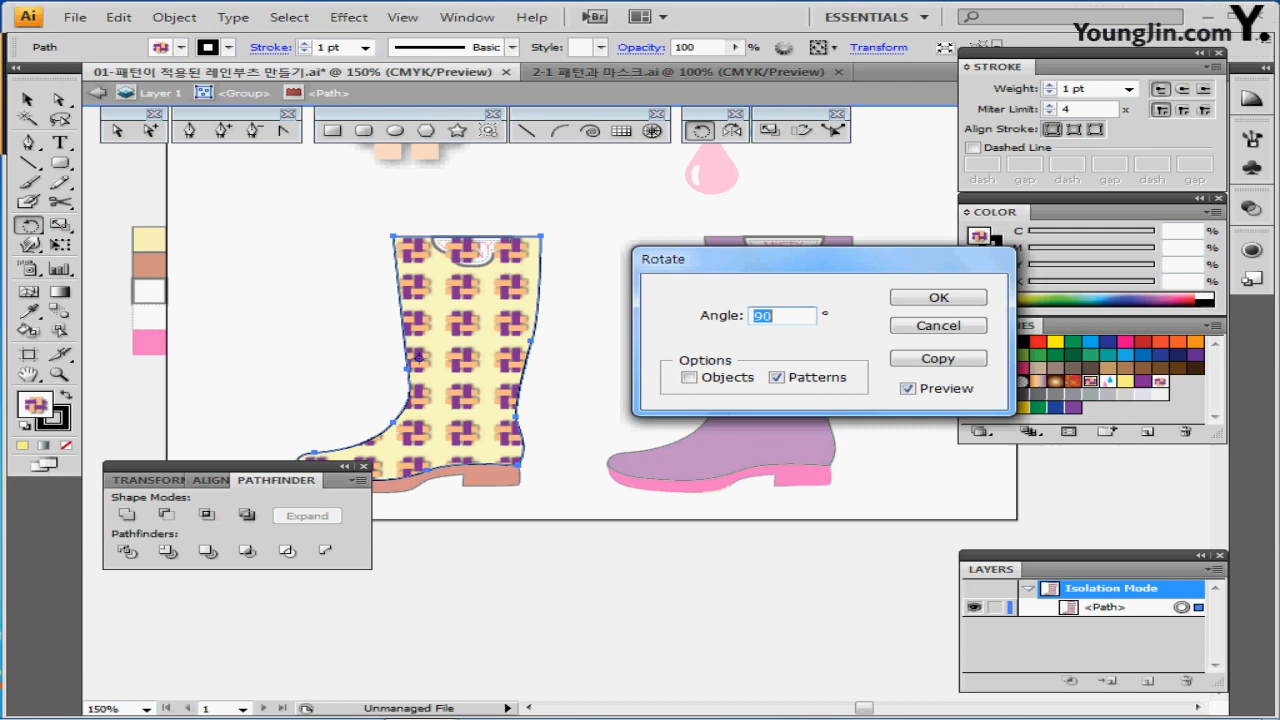 Ai File Edit Object Type Select Effect View Window Help Br ESSENTIALS
YoungJin.com Y.
Path Stroke: 1 pt Basic Style: Opacity: 100 % Transform
01-패턴이 적용된 레인부츠 만들기.ai* @ 150% (CMYK/Preview) × 2-1 패턴과 마스크.ai @ 100% (CMYK/Preview) ×
Layer 1 <Group> <Path>
STROKE
Weight: 1 pt
Miter Limit: 4 x
Align Stroke:
Dashed Line
dash gap dash gap dash gap
COLOR
C %
M %
Y %
K %
Rotate
Angle: 90 °
OK
Cancel
Copy
Options
Objects Patterns
Preview
TRANSFORM ALIGN PATHFINDER
Shape Modes:
Expand
Pathfinders:
LAYERS
Isolation Mode
<Path>
150% 1 Unmanaged File